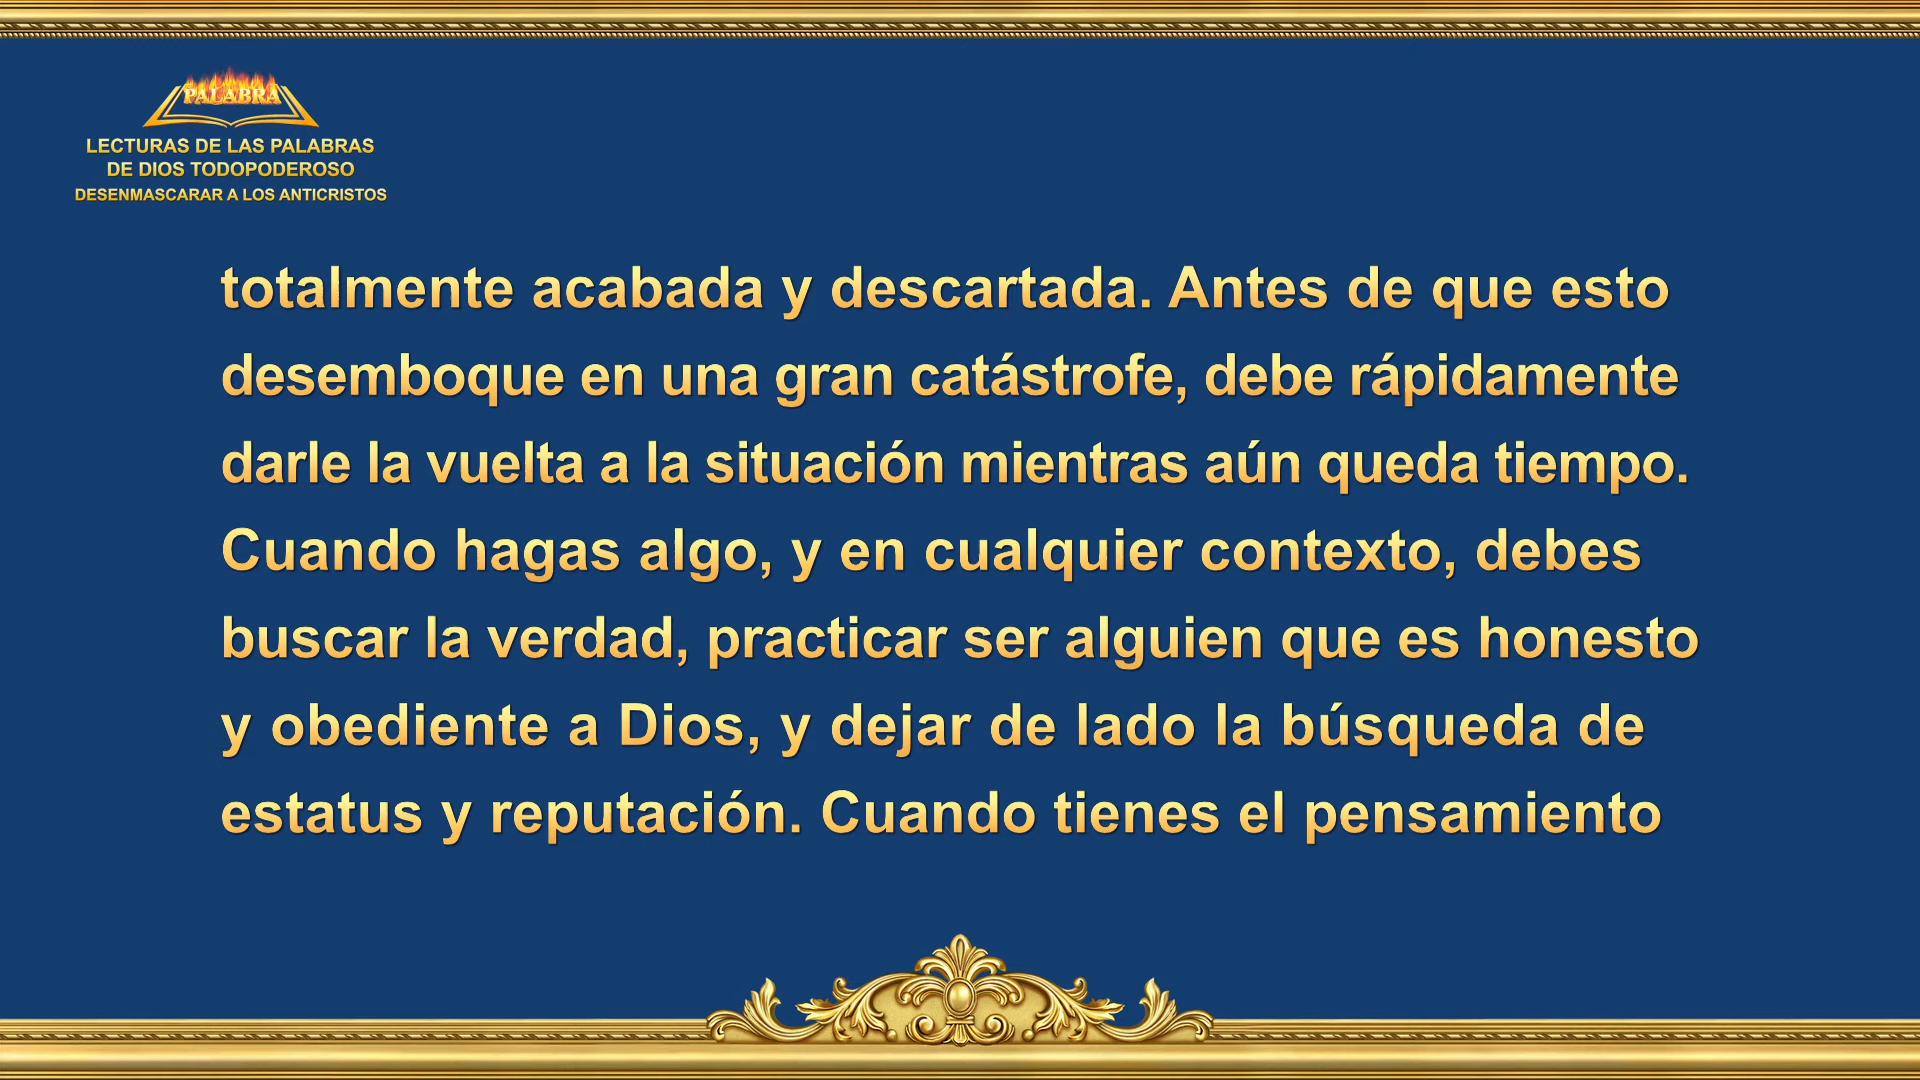 PALABRA
LECTURAS DE LAS PALABRAS
DE DIOS TODOPODEROSO
DESENMASCARAR A LOS ANTICRISTOS
totalmente acabada y descartada. Antes de que esto
desemboque en una gran catástrofe, debe rápidamente
darle la vuelta a la situación mientras aún queda tiempo.
Cuando hagas algo, y en cualquier contexto, debes
buscar la verdad, practicar ser alguien que es honesto
y obediente a Dios, y dejar de lado la búsqueda de
estatus y reputación. Cuando tienes el pensamiento